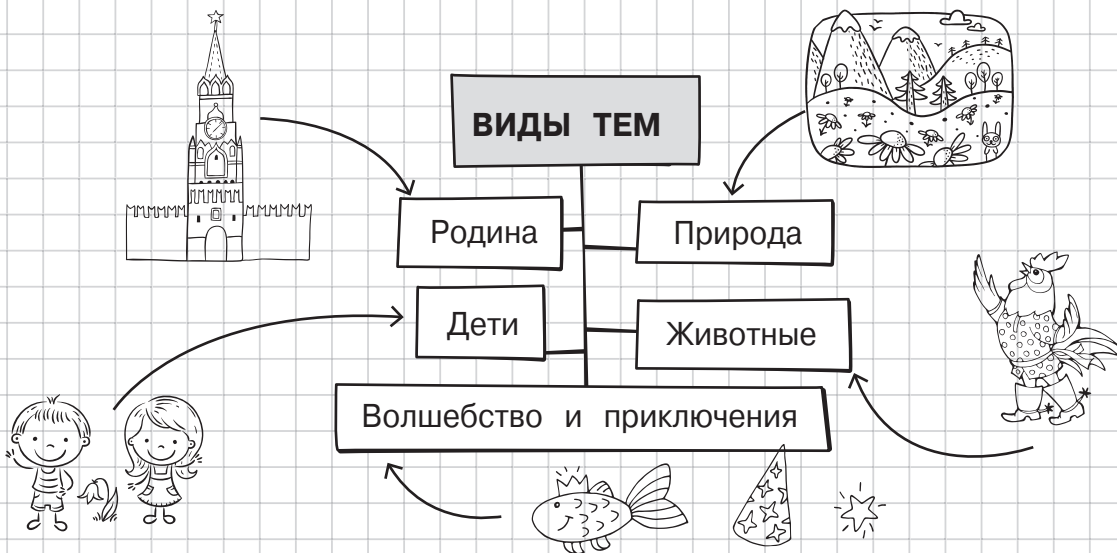 ВИДЫ ТЕМ
Родина
Природа
Дети
Животные
Волшебство и приключения